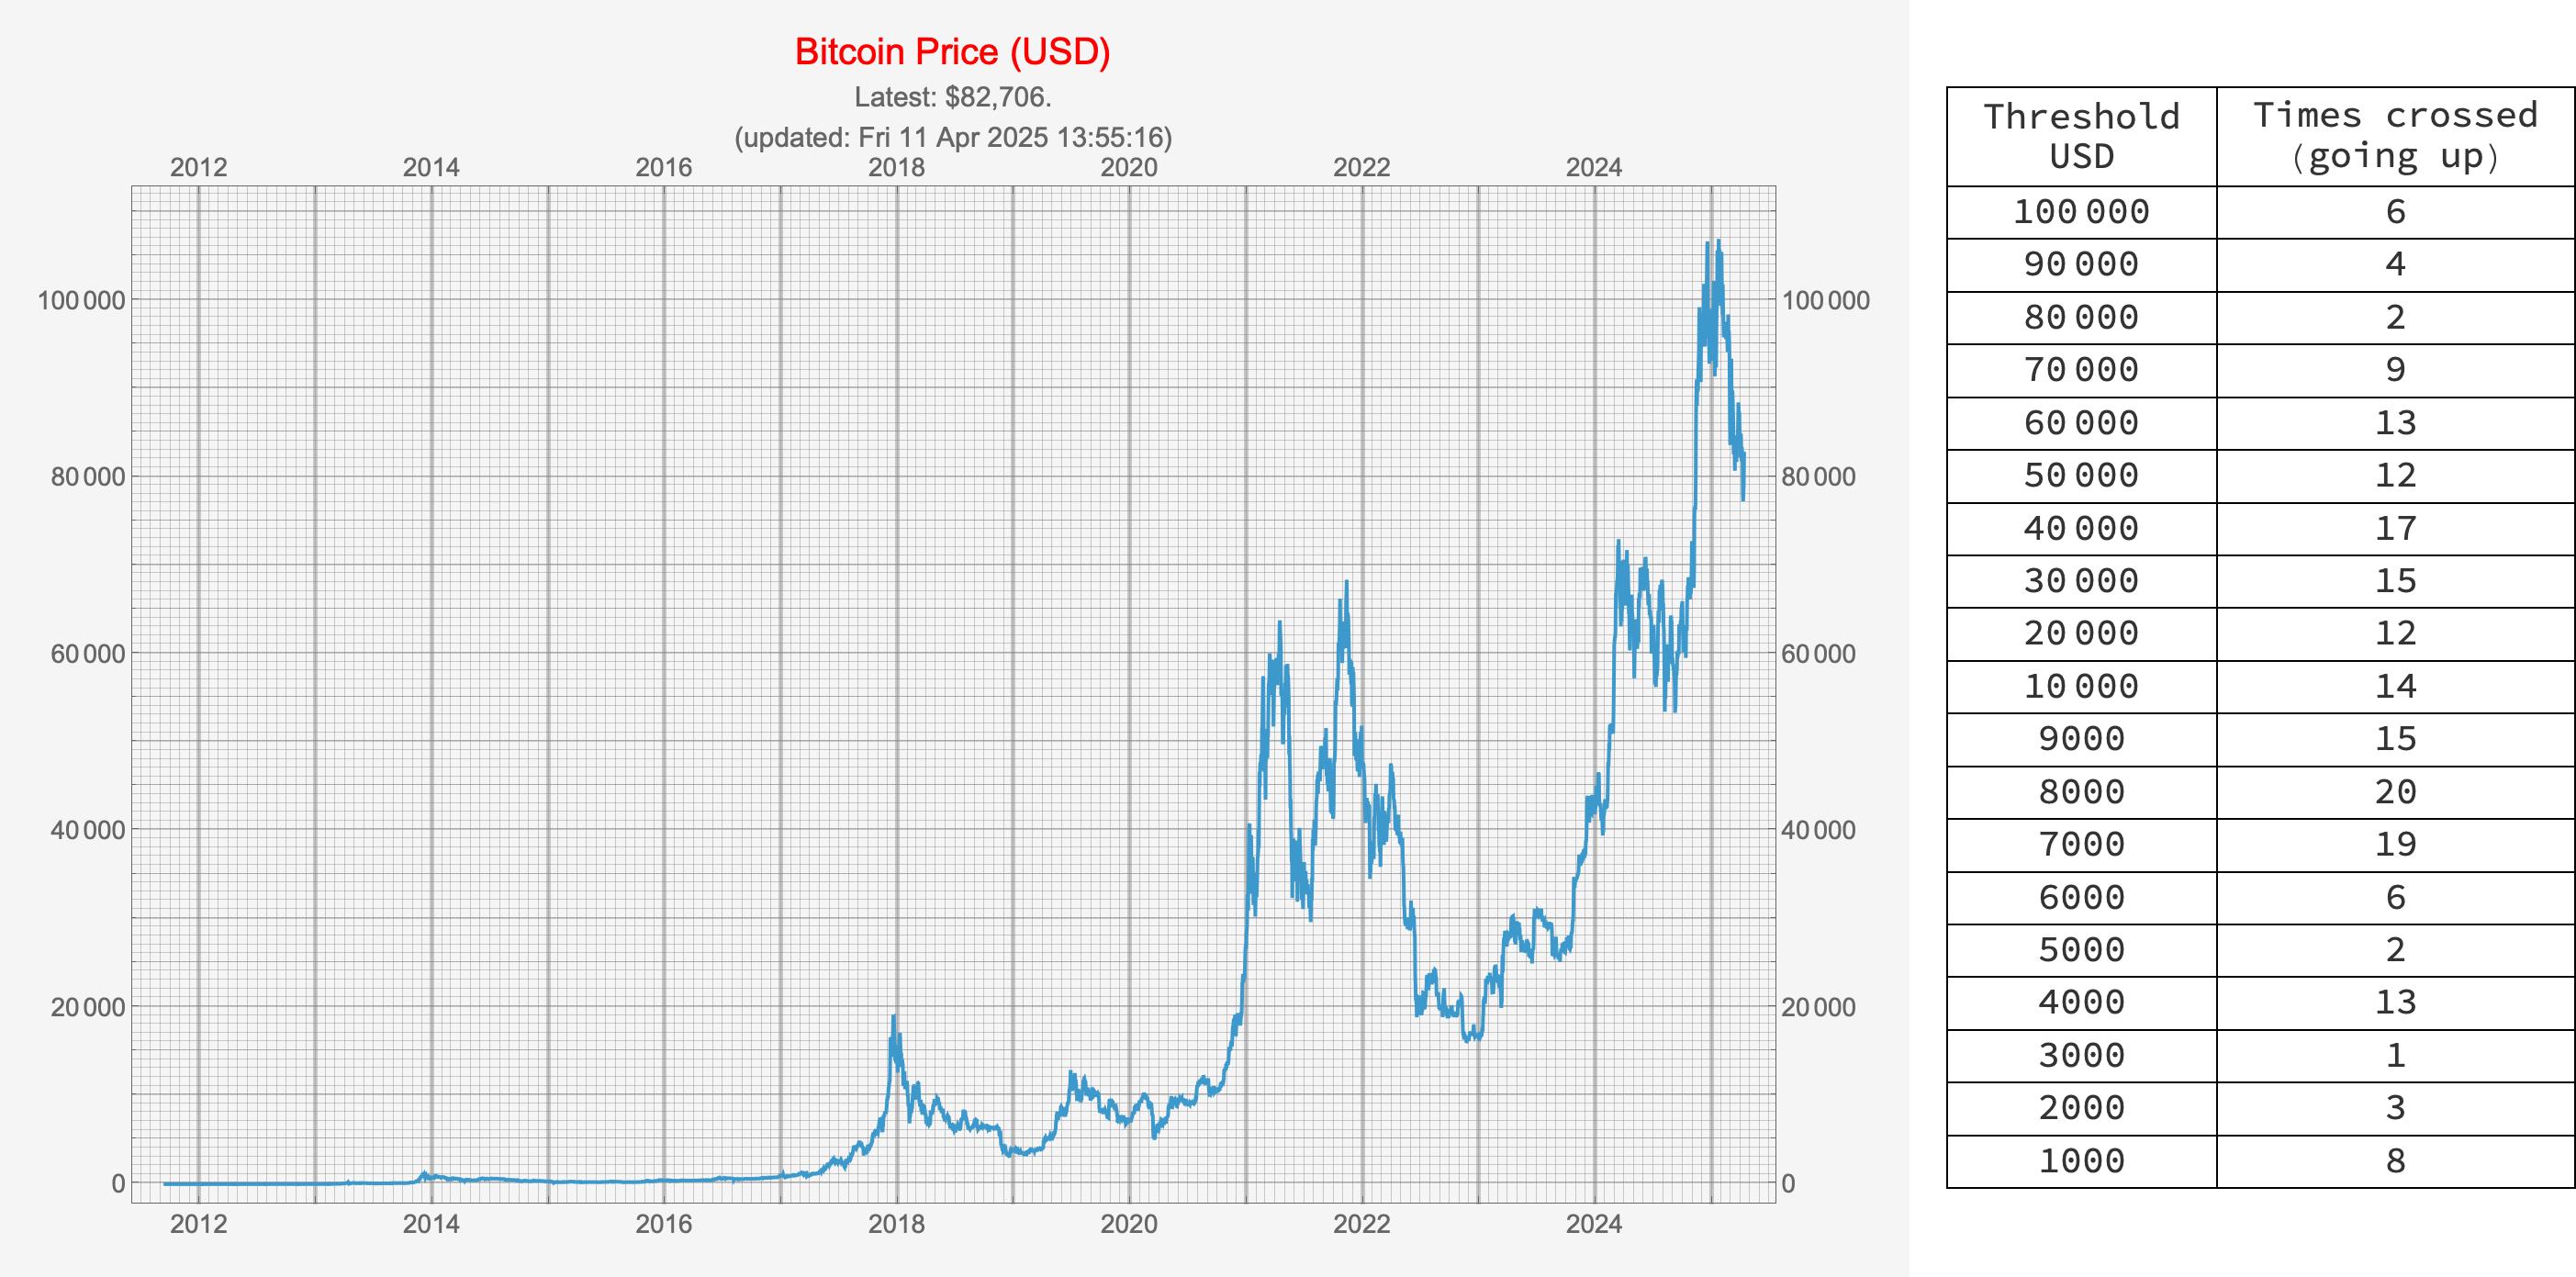 Bitcoin Price (USD)
Latest: $82,706.
(updated: Fri 11 Apr 2025 13:55:16)
2012 2014 2016 2018 2020 2022 2024
100 000 100 000
80 000 80 000
60 000 60 000
40 000 40 000
20 000 20 000
0 0
2012 2014 2016 2018 2020 2022 2024
Threshold USD Times crossed (going up)
100 000 6
90 000 4
80 000 2
70 000 9
60 000 13
50 000 12
40 000 17
30 000 15
20 000 12
10 000 14
9000 15
8000 20
7000 19
6000 6
5000 2
4000 13
3000 1
2000 3
1000 8